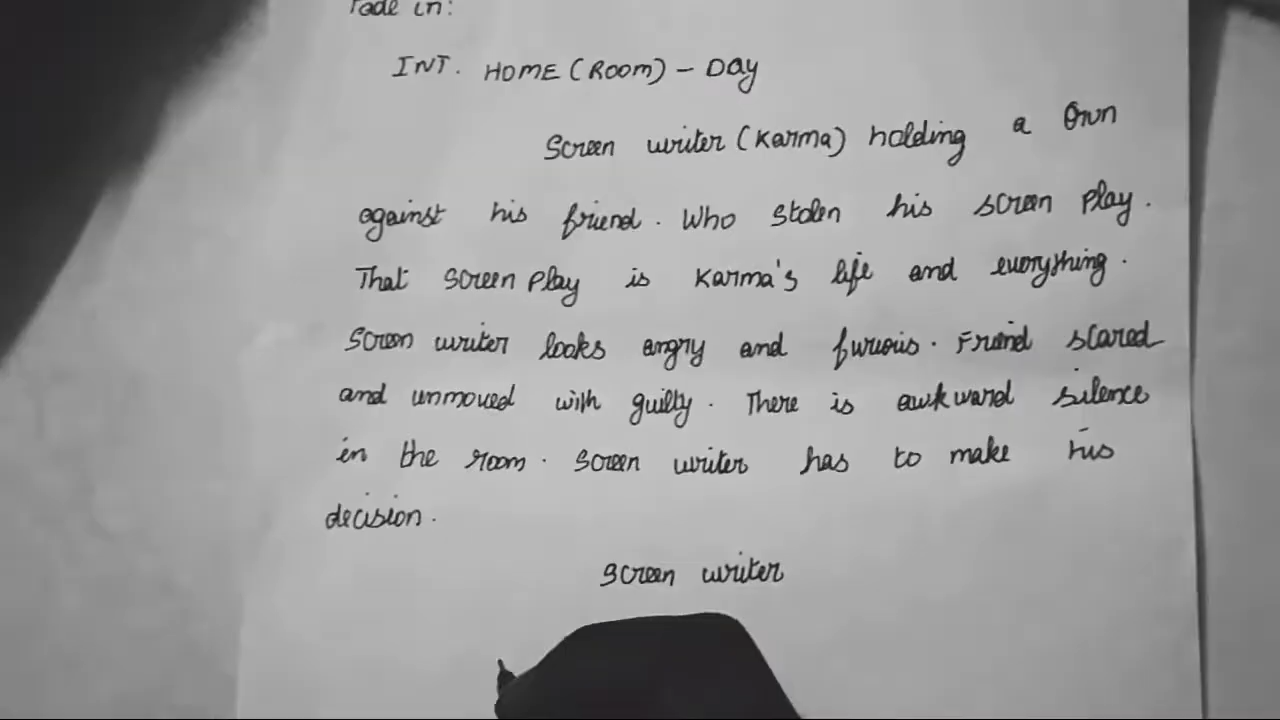 Fade in:
INT. HOME (ROOM) - DAY
Screen writer (Karma) holding a Gun
against his friend. Who stolen his screen play.
That screen play is Karma's life and everything.
Screen writer looks angry and furious. Friend scared
and unmoved with guilty. There is awkward silence
in the room. Screen writer has to make his
decision.
Screen writer